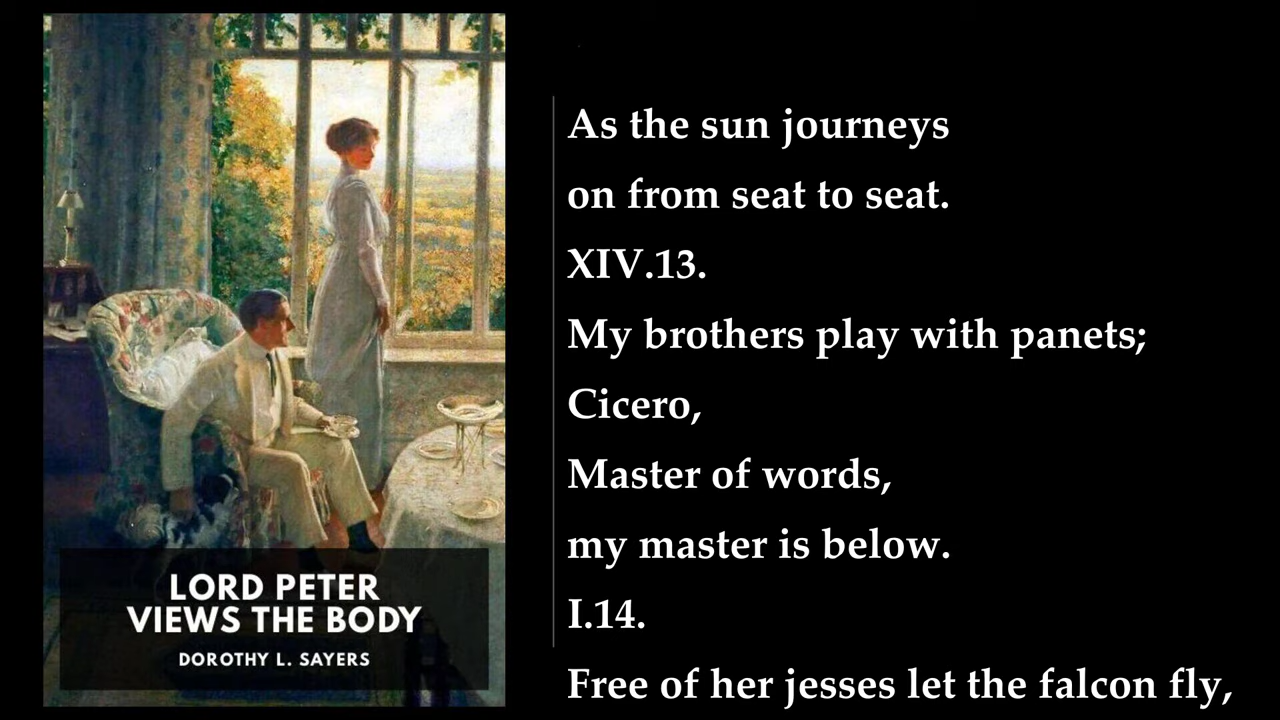 LORD PETER
VIEWS THE BODY
DOROTHY L. SAYERS
As the sun journeys
on from seat to seat.
XIV.13.
My brothers play with panets;
Cicero,
Master of words,
my master is below.
I.14.
Free of her jesses let the falcon fly,